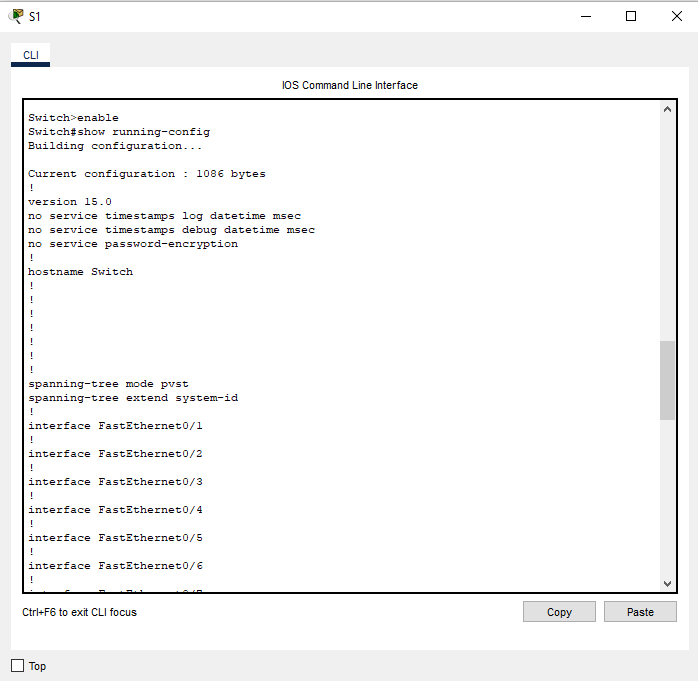 S1
CLI
IOS Command Line Interface
Switch>enable
Switch#show running-config
Building configuration...
Current configuration : 1086 bytes
!
version 15.0
no service timestamps log datetime msec
no service timestamps debug datetime msec
no service password-encryption
!
hostname Switch
!
!
!
!
!
!
!
spanning-tree mode pvst
spanning-tree extend system-id
!
interface FastEthernet0/1
!
interface FastEthernet0/2
!
interface FastEthernet0/3
!
interface FastEthernet0/4
!
interface FastEthernet0/5
!
interface FastEthernet0/6
!
Ctrl+F6 to exit CLI focus
Copy
Paste
Top